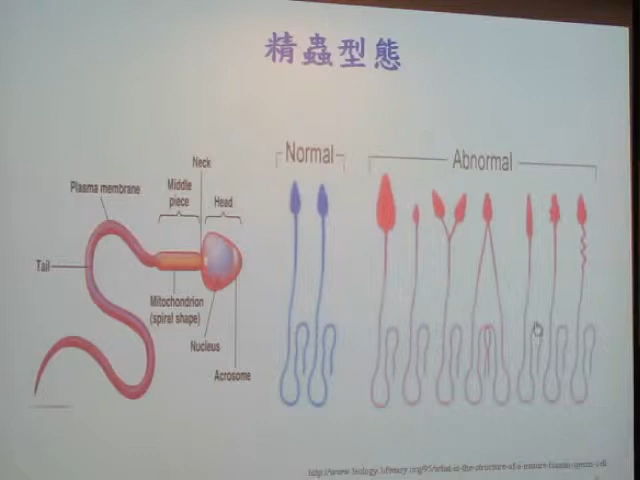 精蟲型態
Normal
Abnormal
Neck
Plasma membrane
Middle
piece
Head
Tail
Mitochondrion
(spiral shape)
Nucleus
Acrosome